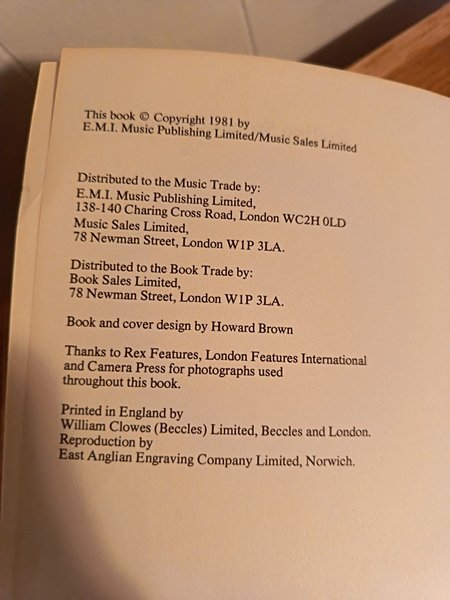 This book © Copyright 1981 by
E.M.I. Music Publishing Limited/Music Sales Limited
Distributed to the Music Trade by:
E.M.I. Music Publishing Limited,
138-140 Charing Cross Road, London WC2H 0LD
Music Sales Limited,
78 Newman Street, London W1P 3LA.
Distributed to the Book Trade by:
Book Sales Limited,
78 Newman Street, London W1P 3LA.
Book and cover design by Howard Brown
Thanks to Rex Features, London Features International
and Camera Press for photographs used
throughout this book.
Printed in England by
William Clowes (Beccles) Limited, Beccles and London.
Reproduction by
East Anglian Engraving Company Limited, Norwich.